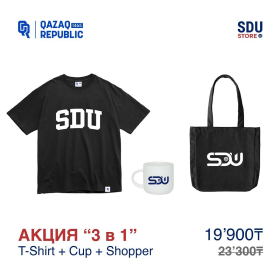 QAZAQ
REPUBLIC
SDU
STORE
SDU
SDU
SDU
АКЦИЯ “3 в 1”
T-Shirt + Cup + Shopper
19’900₸
23’300₸